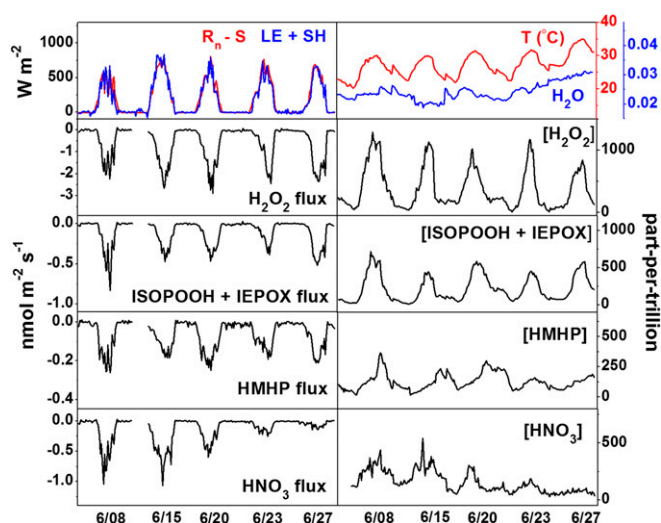 R_n - S LE + SH
1000
500
0
W m^-2
T (°C)
H2O
40
30
20
10
0.04
0.03
0.02
0
-1
-2
-3
H2O2 flux
[H2O2]
1000
0
0.0
-0.5
-1.0
ISOPOOH + IEPOX flux
[ISOPOOH + IEPOX]
1000
500
0
nmol m^-2 s^-1
part-per-trillion
0.0
-0.2
-0.4
HMHP flux
[HMHP]
500
250
0
0.0
-0.5
-1.0
HNO3 flux
[HNO3]
500
0
6/08 6/15 6/20 6/23 6/27
6/08 6/15 6/20 6/23 6/27